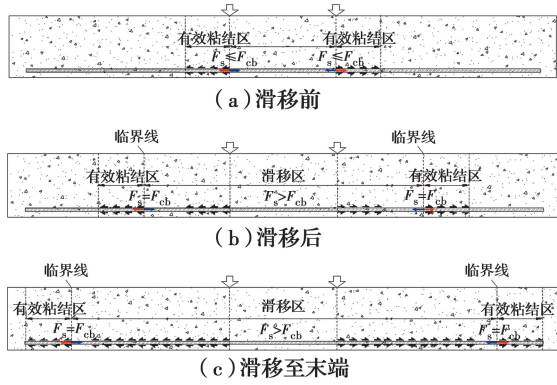 有效粘结区 有效粘结区
Fs≤Fcb Fs≤Fcb
(a)滑移前
临界线 临界线
有效粘结区 滑移区 有效粘结区
Fs=Fcb Fs>Fcb Fs=Fcb
(b)滑移后
临界线 临界线
有效粘结区 滑移区 有效粘结区
Fs=Fcb Fs>Fcb Fs=Fcb
(c)滑移至末端